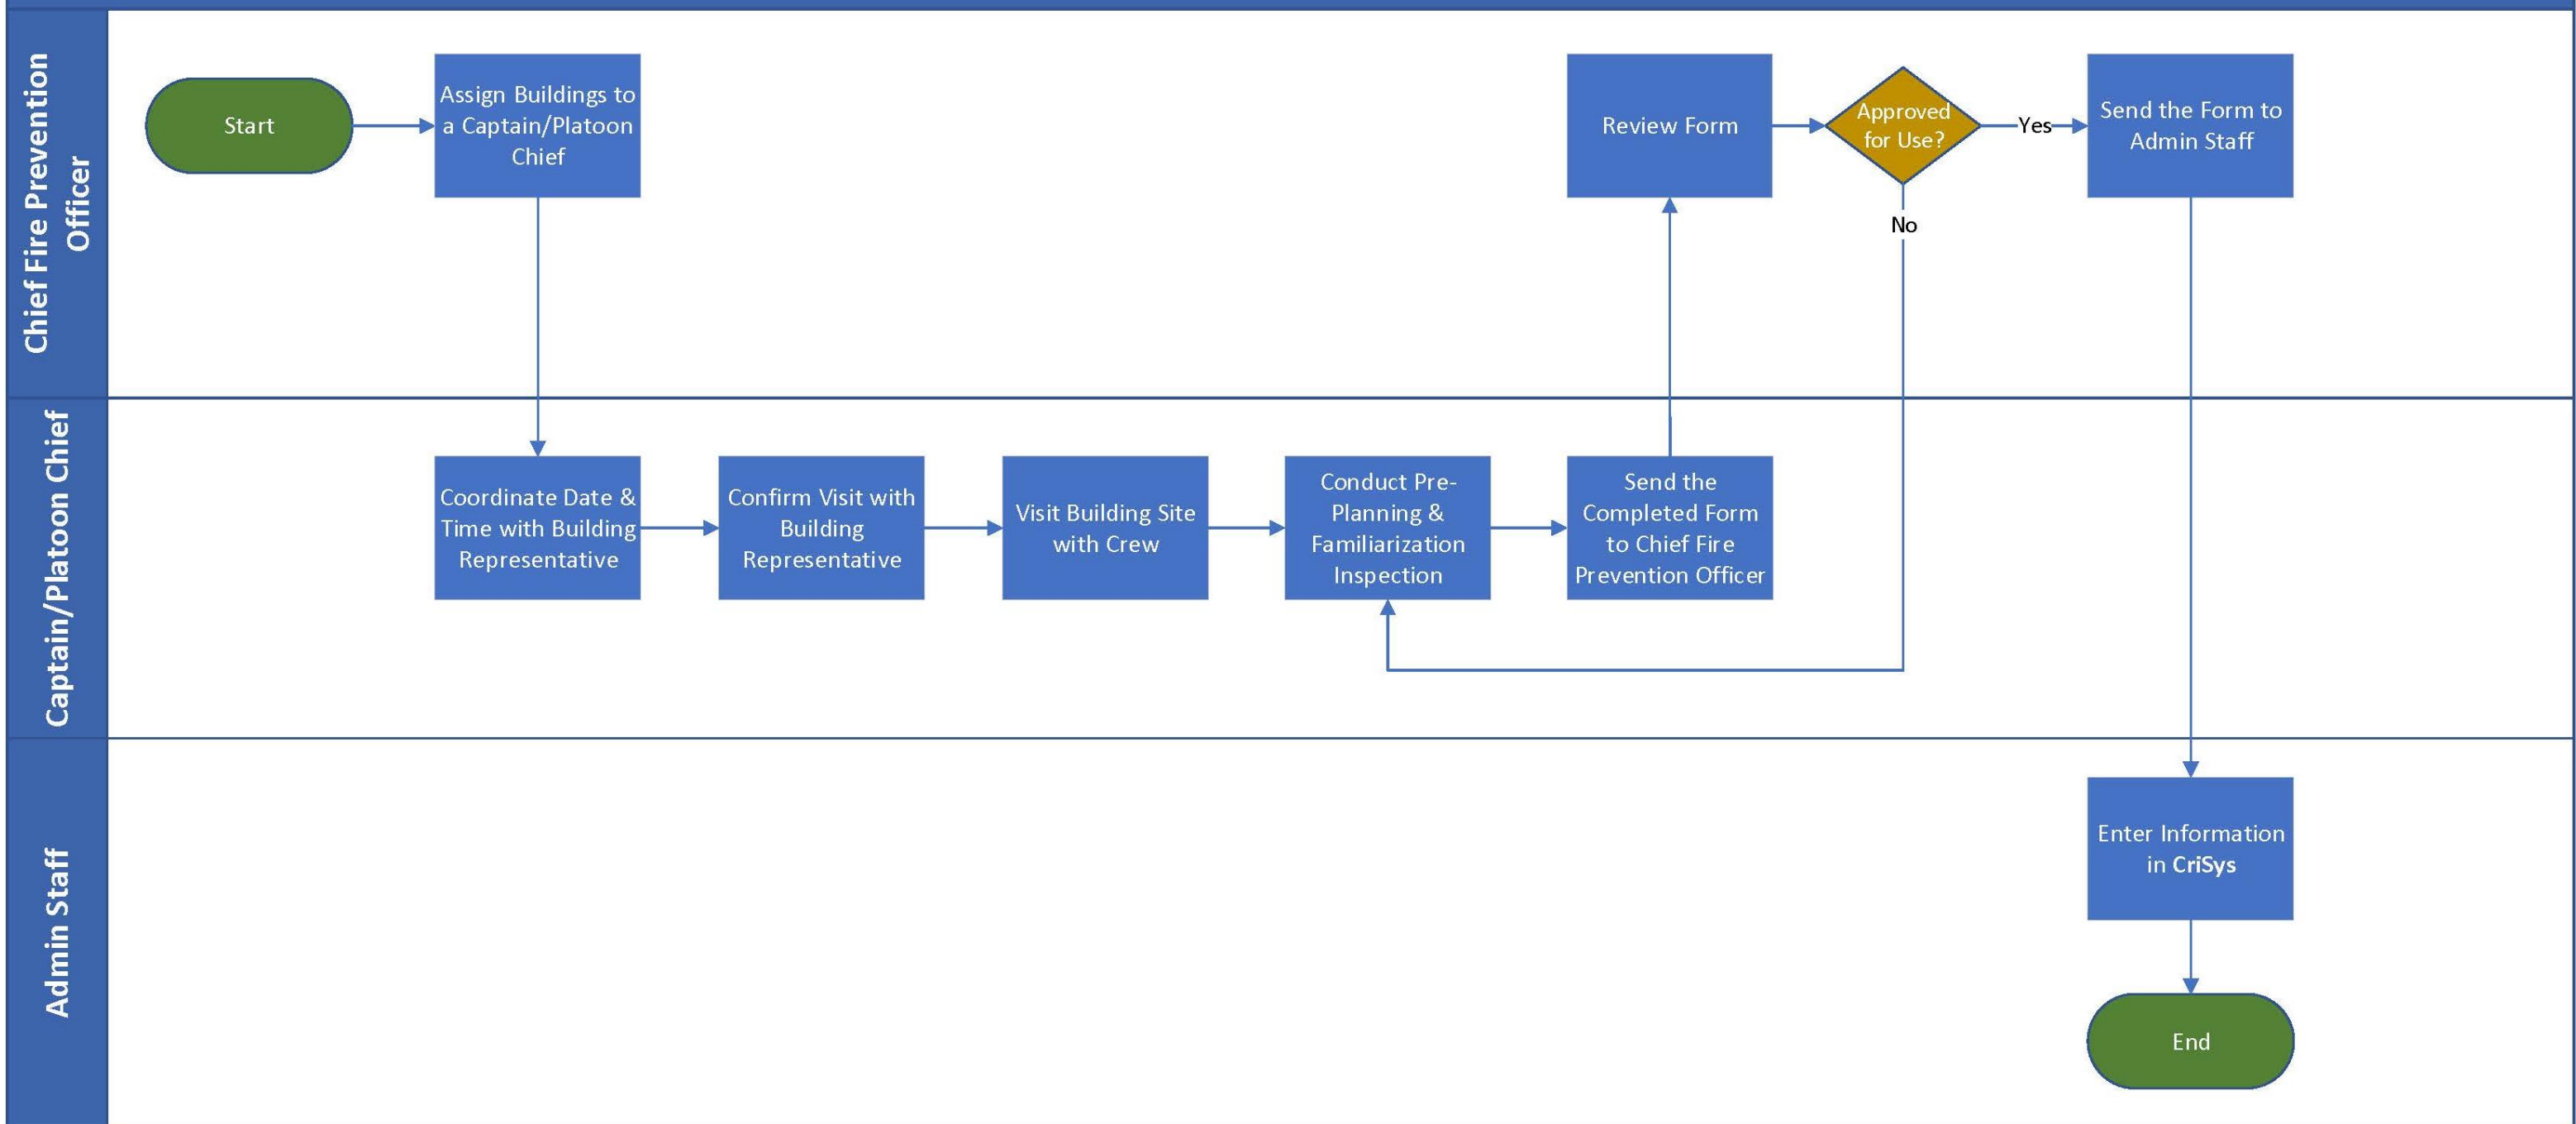 Chief Fire Prevention
Officer
Start
Assign Buildings to
a Captain/Platoon
Chief
Review Form
Approved
for Use?
Yes
No
Send the Form to
Admin Staff
Captain/Platoon Chief
Coordinate Date &
Time with Building
Representative
Confirm Visit with
Building
Representative
Visit Building Site
with Crew
Conduct Pre-
Planning &
Familiarization
Inspection
Send the
Completed Form
to Chief Fire
Prevention Officer
Admin Staff
Enter Information
in CriSys
End